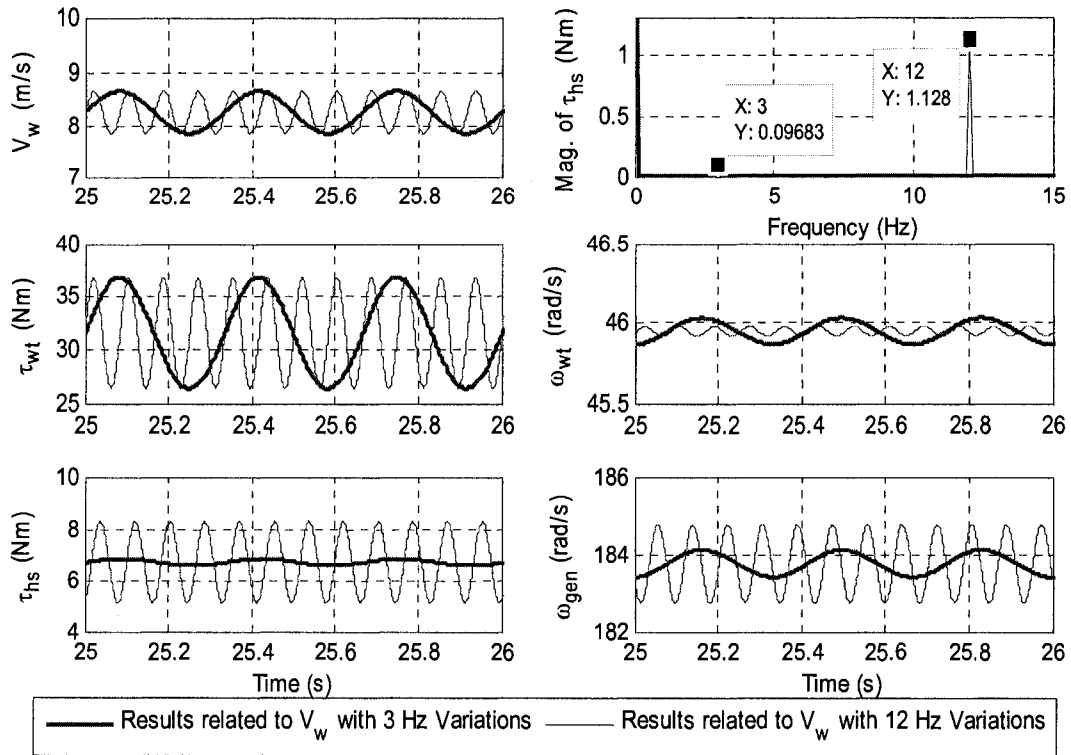 10
9
8
7
V_w (m/s)
25 25.2 25.4 25.6 25.8 26
1
0.5
0
Mag. of τ_hs (Nm)
X: 3
Y: 0.09683
X: 12
Y: 1.128
0 5 10 15
Frequency (Hz)
40
35
30
25
τ_wt (Nm)
25 25.2 25.4 25.6 25.8 26
46.5
46
45.5
ω_wt (rad/s)
25 25.2 25.4 25.6 25.8 26
10
8
6
4
τ_hs (Nm)
25 25.2 25.4 25.6 25.8 26
Time (s)
186
184
182
ω_gen (rad/s)
25 25.2 25.4 25.6 25.8 26
Time (s)
Results related to V_w with 3 Hz Variations
Results related to V_w with 12 Hz Variations